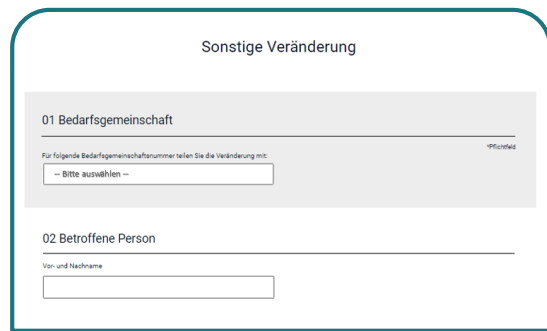 Sonstige Veränderung
01 Bedarfsgemeinschaft
*Pflichtfeld
Für folgende Bedarfsgemeinschaftsnummer teilen Sie die Veränderung mit:
-- Bitte auswählen --
02 Betroffene Person
Vor- und Nachname